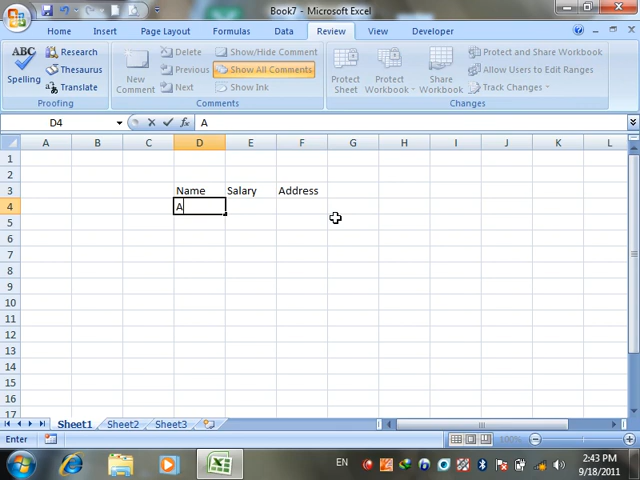 Book7 - Microsoft Excel
Home Insert Page Layout Formulas Data Review View Developer
ABC Spelling
Research
Thesaurus
Translate
Proofing
New Comment
Delete
Previous
Next
Show/Hide Comment
Show All Comments
Show Ink
Comments
Protect Sheet
Protect Workbook
Share Workbook
Protect and Share Workbook
Allow Users to Edit Ranges
Track Changes
Changes
D4 A
A B C D E F G H I J K L
1
2
3 Name Salary Address
4 A
5
6
7
8
9
10
11
12
13
14
15
16
17
Sheet1 Sheet2 Sheet3
Enter 100%
EN 2:43 PM
9/18/2011